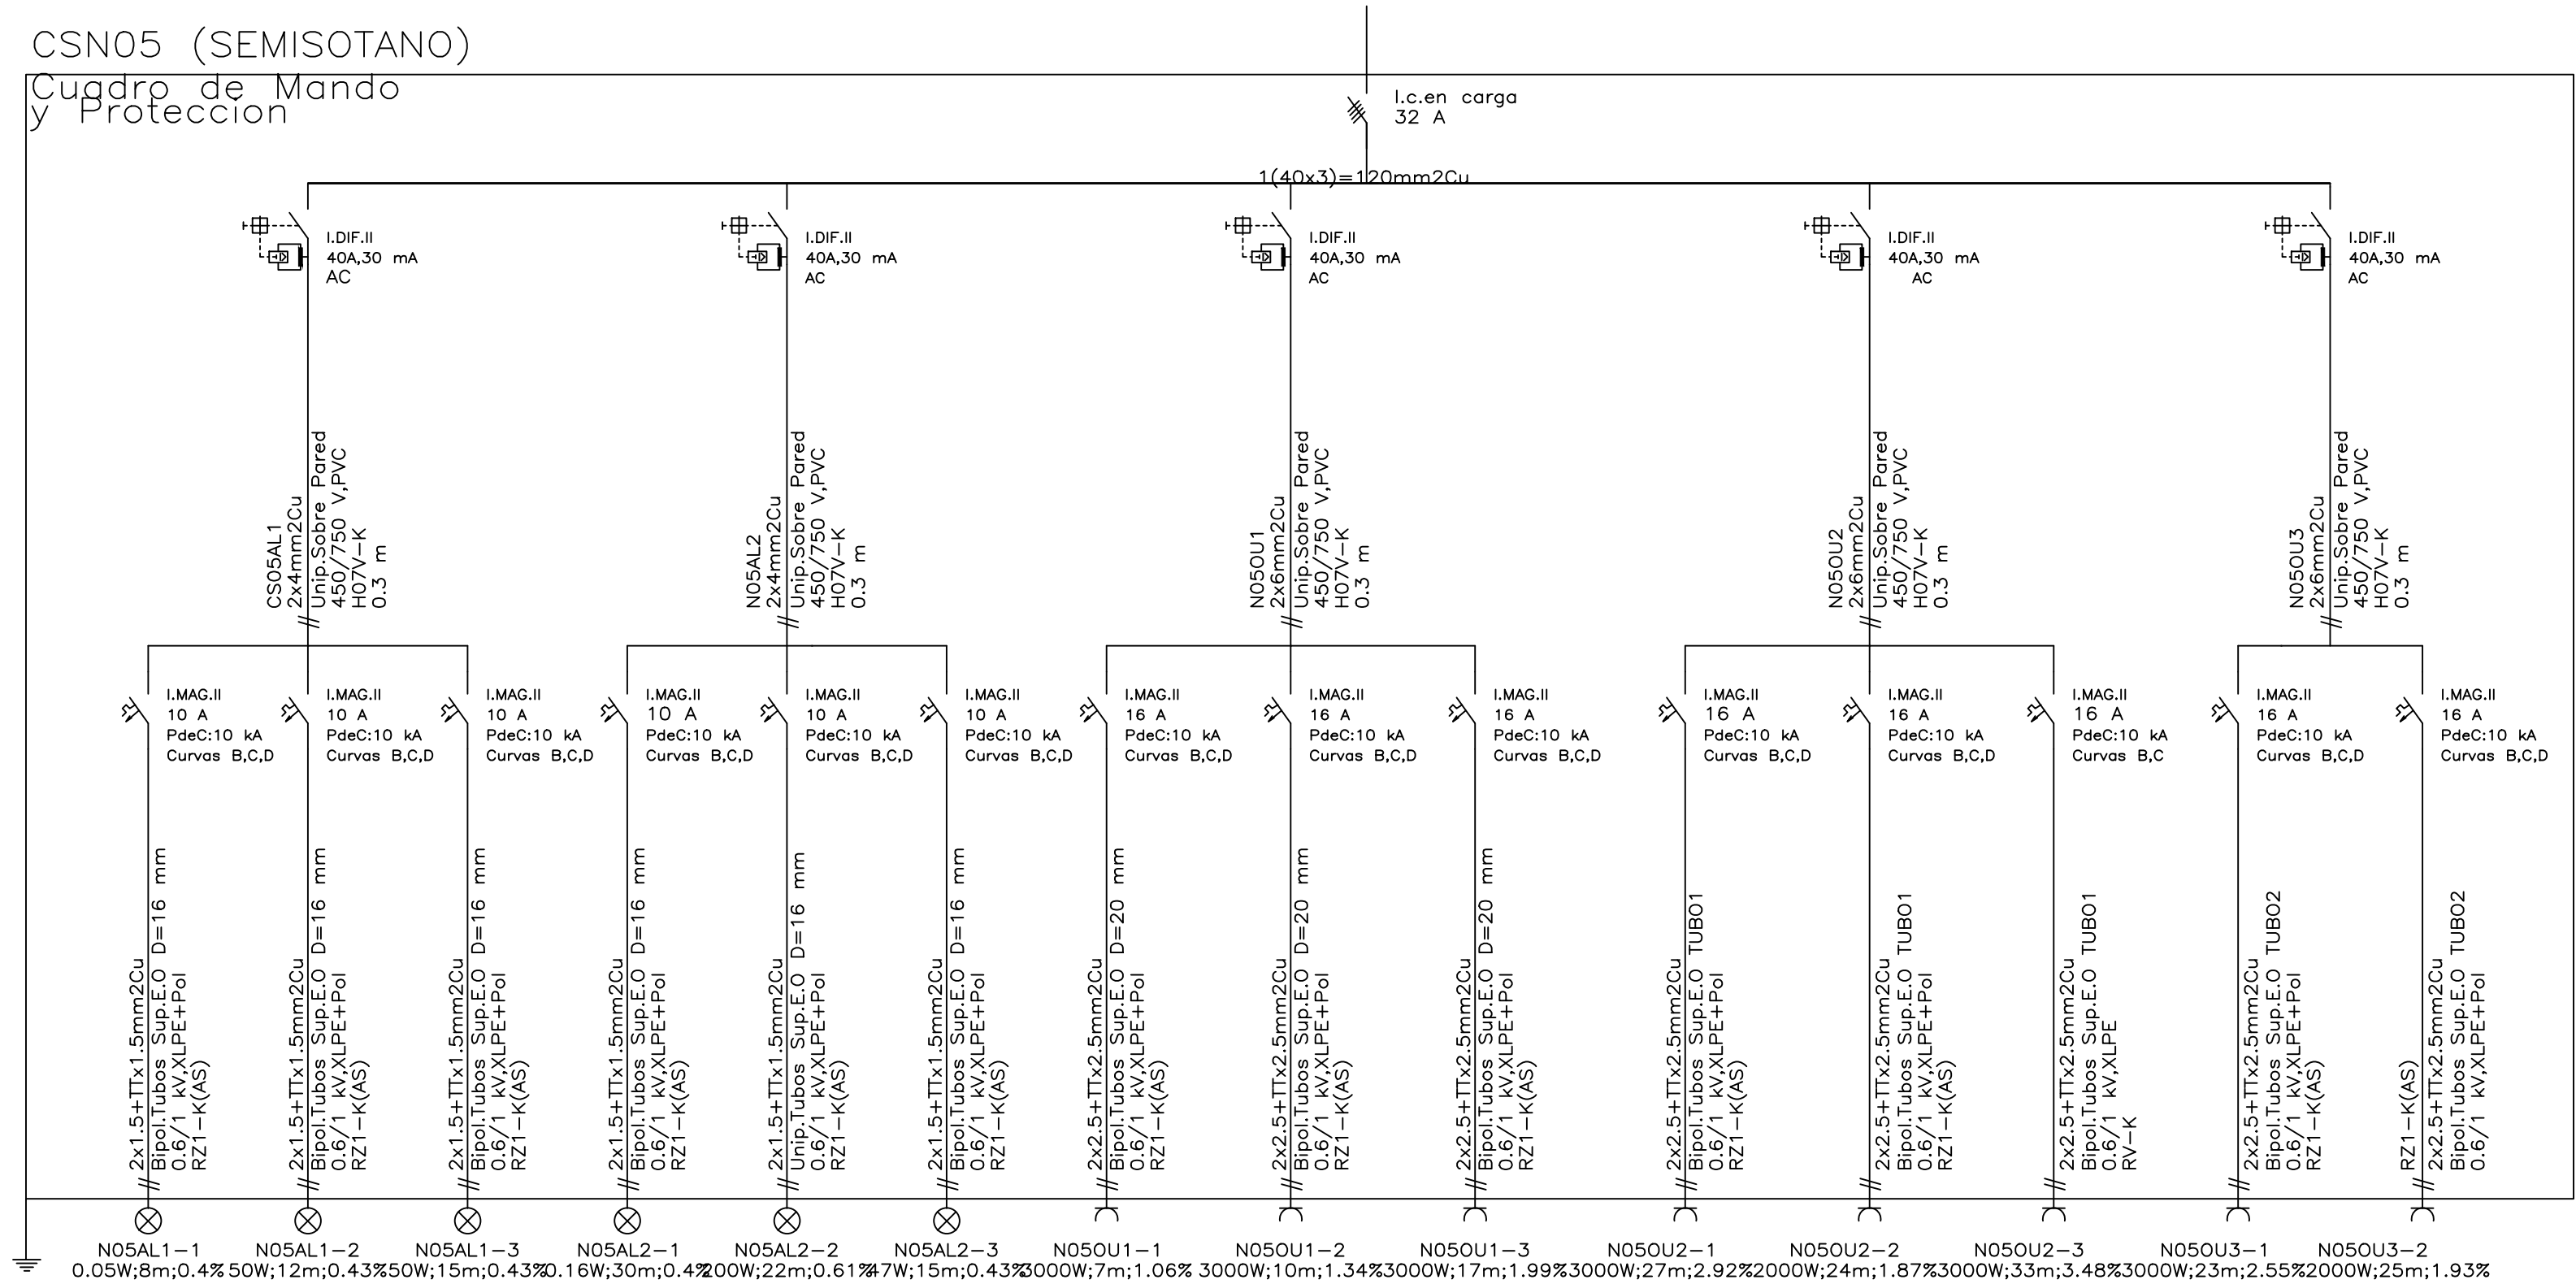 CSN05 (SEMISOTANO)
Cuadro de Mando
y Protección
I.c.en carga
32 A
1(40x3)=120mm2Cu
I.DIF.II
40A,30 mA
AC
I.DIF.II
40A,30 mA
AC
I.DIF.II
40A,30 mA
AC
I.DIF.II
40A,30 mA
AC
I.DIF.II
40A,30 mA
AC
CS05AL1
2x4mm2Cu
Unip.Sobre Pared
450/750 V,PVC
H07V-K
0.3 m
N05AL2
2x4mm2Cu
Unip.Sobre Pared
450/750 V,PVC
H07V-K
0.3 m
N05OU1
2x6mm2Cu
Unip.Sobre Pared
450/750 V,PVC
H07V-K
0.3 m
N05OU2
2x6mm2Cu
Unip.Sobre Pared
450/750 V,PVC
H07V-K
0.3 m
N05OU3
2x6mm2Cu
Unip.Sobre Pared
450/750 V,PVC
H07V-K
0.3 m
I.MAG.II
10 A
PdeC:10 kA
Curvas B,C,D
I.MAG.II
10 A
PdeC:10 kA
Curvas B,C,D
I.MAG.II
10 A
PdeC:10 kA
Curvas B,C,D
I.MAG.II
10 A
PdeC:10 kA
Curvas B,C,D
I.MAG.II
10 A
PdeC:10 kA
Curvas B,C,D
I.MAG.II
10 A
PdeC:10 kA
Curvas B,C,D
I.MAG.II
16 A
PdeC:10 kA
Curvas B,C,D
I.MAG.II
16 A
PdeC:10 kA
Curvas B,C,D
I.MAG.II
16 A
PdeC:10 kA
Curvas B,C,D
I.MAG.II
16 A
PdeC:10 kA
Curvas B,C,D
I.MAG.II
16 A
PdeC:10 kA
Curvas B,C,D
I.MAG.II
16 A
PdeC:10 kA
Curvas B,C
I.MAG.II
16 A
PdeC:10 kA
Curvas B,C,D
I.MAG.II
16 A
PdeC:10 kA
Curvas B,C,D
2x1.5+TTx1.5mm2Cu
Bipol.Tubos Sup.E.O D=16 mm
0.6/1 kV,XLPE+Pol
RZ1-K(AS)
2x1.5+TTx1.5mm2Cu
Bipol.Tubos Sup.E.O D=16 mm
0.6/1 kV,XLPE+Pol
RZ1-K(AS)
2x1.5+TTx1.5mm2Cu
Bipol.Tubos Sup.E.O D=16 mm
0.6/1 kV,XLPE+Pol
RZ1-K(AS)
2x1.5+TTx1.5mm2Cu
Bipol.Tubos Sup.E.O D=16 mm
0.6/1 kV,XLPE+Pol
RZ1-K(AS)
2x1.5+TTx1.5mm2Cu
Unip.Tubos Sup.E.O D=16 mm
0.6/1 kV,XLPE+Pol
RZ1-K(AS)
2x1.5+TTx1.5mm2Cu
Bipol.Tubos Sup.E.O D=16 mm
0.6/1 kV,XLPE+Pol
RZ1-K(AS)
2x2.5+TTx2.5mm2Cu
Bipol.Tubos Sup.E.O D=20 mm
0.6/1 kV,XLPE+Pol
RZ1-K(AS)
2x2.5+TTx2.5mm2Cu
Bipol.Tubos Sup.E.O D=20 mm
0.6/1 kV,XLPE+Pol
RZ1-K(AS)
2x2.5+TTx2.5mm2Cu
Bipol.Tubos Sup.E.O D=20 mm
0.6/1 kV,XLPE+Pol
RZ1-K(AS)
2x2.5+TTx2.5mm2Cu
Bipol.Tubos Sup.E.O TUBO1
0.6/1 kV,XLPE+Pol
RZ1-K(AS)
2x2.5+TTx2.5mm2Cu
Bipol.Tubos Sup.E.O TUBO1
0.6/1 kV,XLPE+Pol
RZ1-K(AS)
2x2.5+TTx2.5mm2Cu
Bipol.Tubos Sup.E.O TUBO1
0.6/1 kV,XLPE
RV-K
2x2.5+TTx2.5mm2Cu
Bipol.Tubos Sup.E.O TUBO2
0.6/1 kV,XLPE+Pol
RZ1-K(AS)
RZ1-K(AS)
2x2.5+TTx2.5mm2Cu
Bipol.Tubos Sup.E.O TUBO2
0.6/1 kV,XLPE+Pol
N05AL1-1
0.05W;8m;0.4%
N05AL1-2
50W;12m;0.43%
N05AL1-3
50W;15m;0.43%
N05AL2-1
0.16W;30m;0.4%
N05AL2-2
200W;22m;0.61%
N05AL2-3
47W;15m;0.43%
N05OU1-1
3000W;7m;1.06%
N05OU1-2
3000W;10m;1.34%
N05OU1-3
3000W;17m;1.99%
N05OU2-1
3000W;27m;2.92%
N05OU2-2
2000W;24m;1.87%
N05OU2-3
3000W;33m;3.48%
N05OU3-1
3000W;23m;2.55%
N05OU3-2
2000W;25m;1.93%